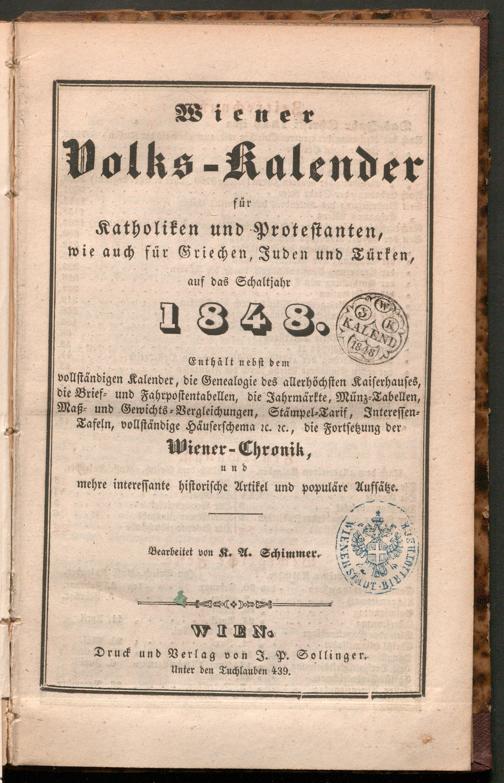 Wiener
Volks-Kalender
für
Katholiken und Protestanten,
wie auch für Griechen, Juden und Türken,
auf das Schaltjahr
1848.
W
3 K
KALEND
1848
Enthält nebst dem
vollständigen Kalender, die Genealogie des allerhöchsten Kaiserhauses,
die Brief- und Fahrpostentabellen, die Jahrmärkte, Münz-Tabellen,
Maß- und Gewichts-Vergleichungen, Stämpel-Tarif, Interessen-
Tafeln, vollständige Häuserschema ꝛc. ꝛc., die Fortsetzung der
Wiener-Chronik,
und
mehre interessante historische Artikel und populäre Aufsätze.
WIENER STADT-BIBLIOTHEK
Bearbeitet von K. A. Schimmer.
WIEN.
Druck und Verlag von J. P. Sollinger.
Unter den Tuchlauben 439.